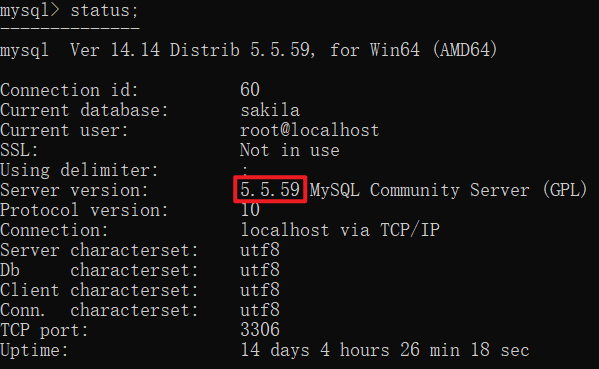 mysql> status;
--------------
mysql  Ver 14.14 Distrib 5.5.59, for Win64 (AMD64)
Connection id:          60
Current database:       sakila
Current user:           root@localhost
SSL:                    Not in use
Using delimiter:        ;
Server version:         5.5.59 MySQL Community Server (GPL)
Protocol version:       10
Connection:             localhost via TCP/IP
Server characterset:    utf8
Db     characterset:    utf8
Client characterset:    utf8
Conn.  characterset:    utf8
TCP port:               3306
Uptime:                 14 days 4 hours 26 min 18 sec